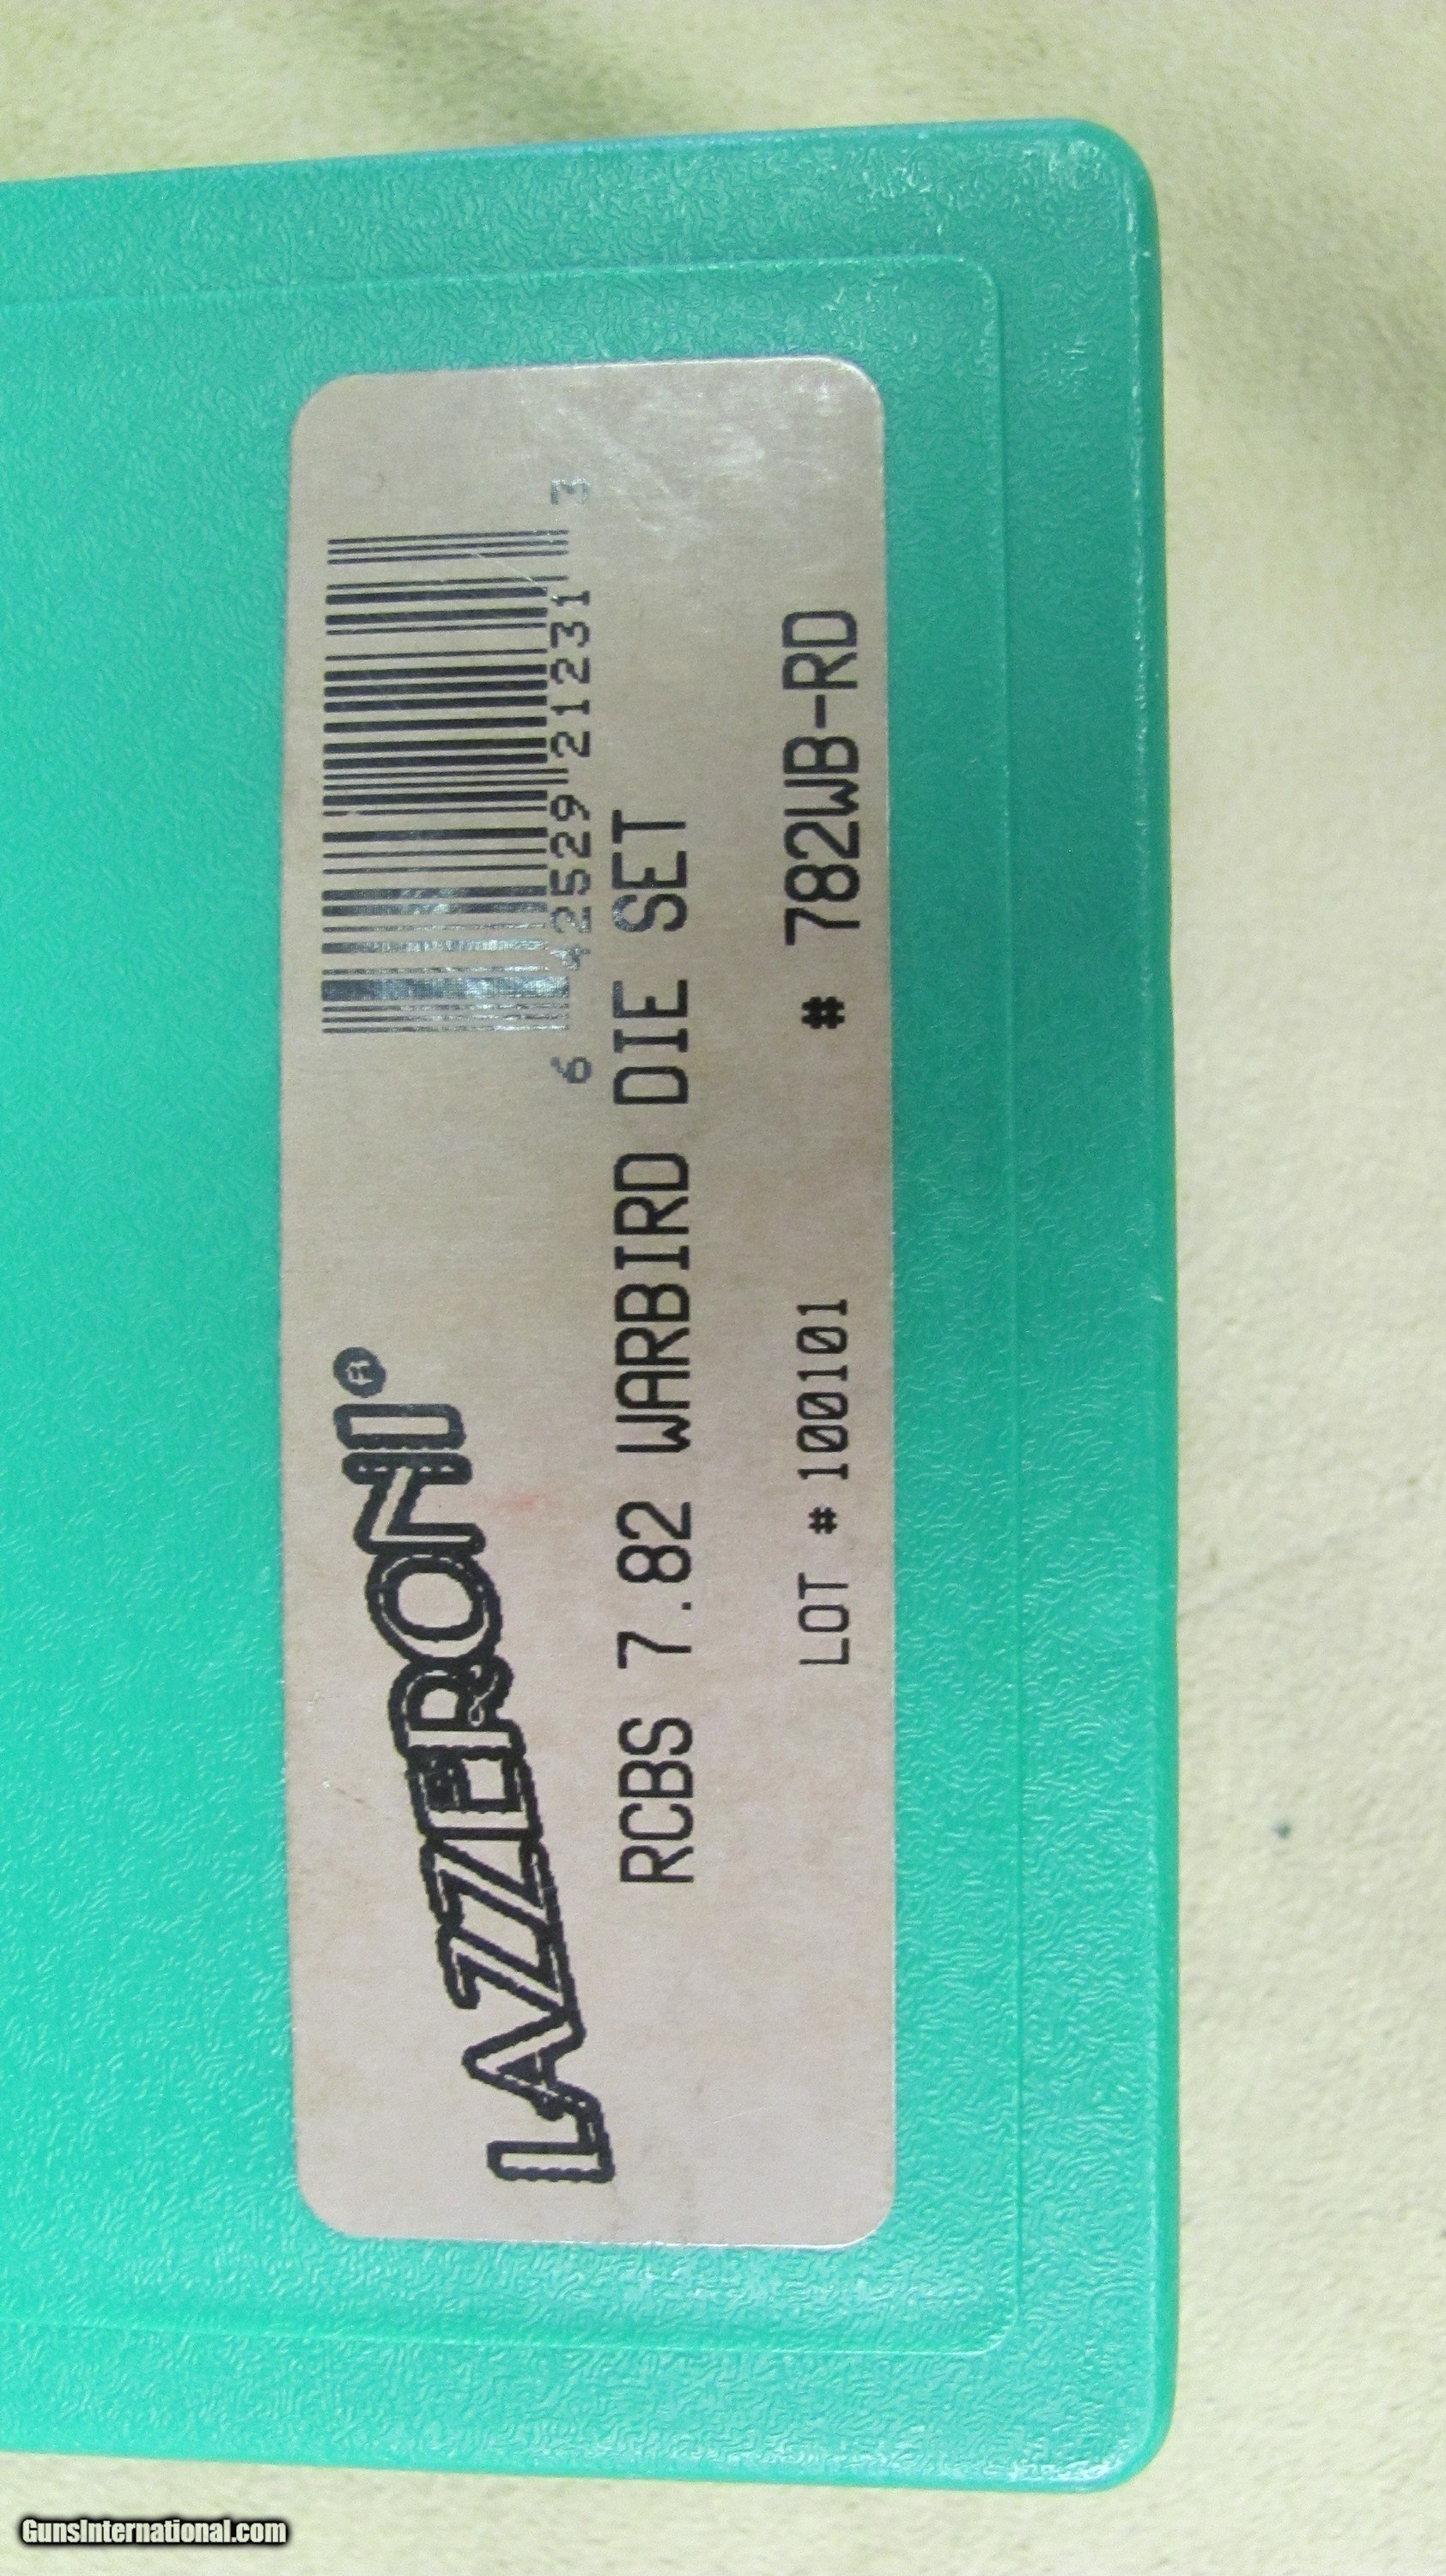 LAZZERONI®
6 42529 21231 3
RCBS 7.82 WARBIRD DIE SET
LOT # 100101 # 782WB-RD
GunsInternational.com